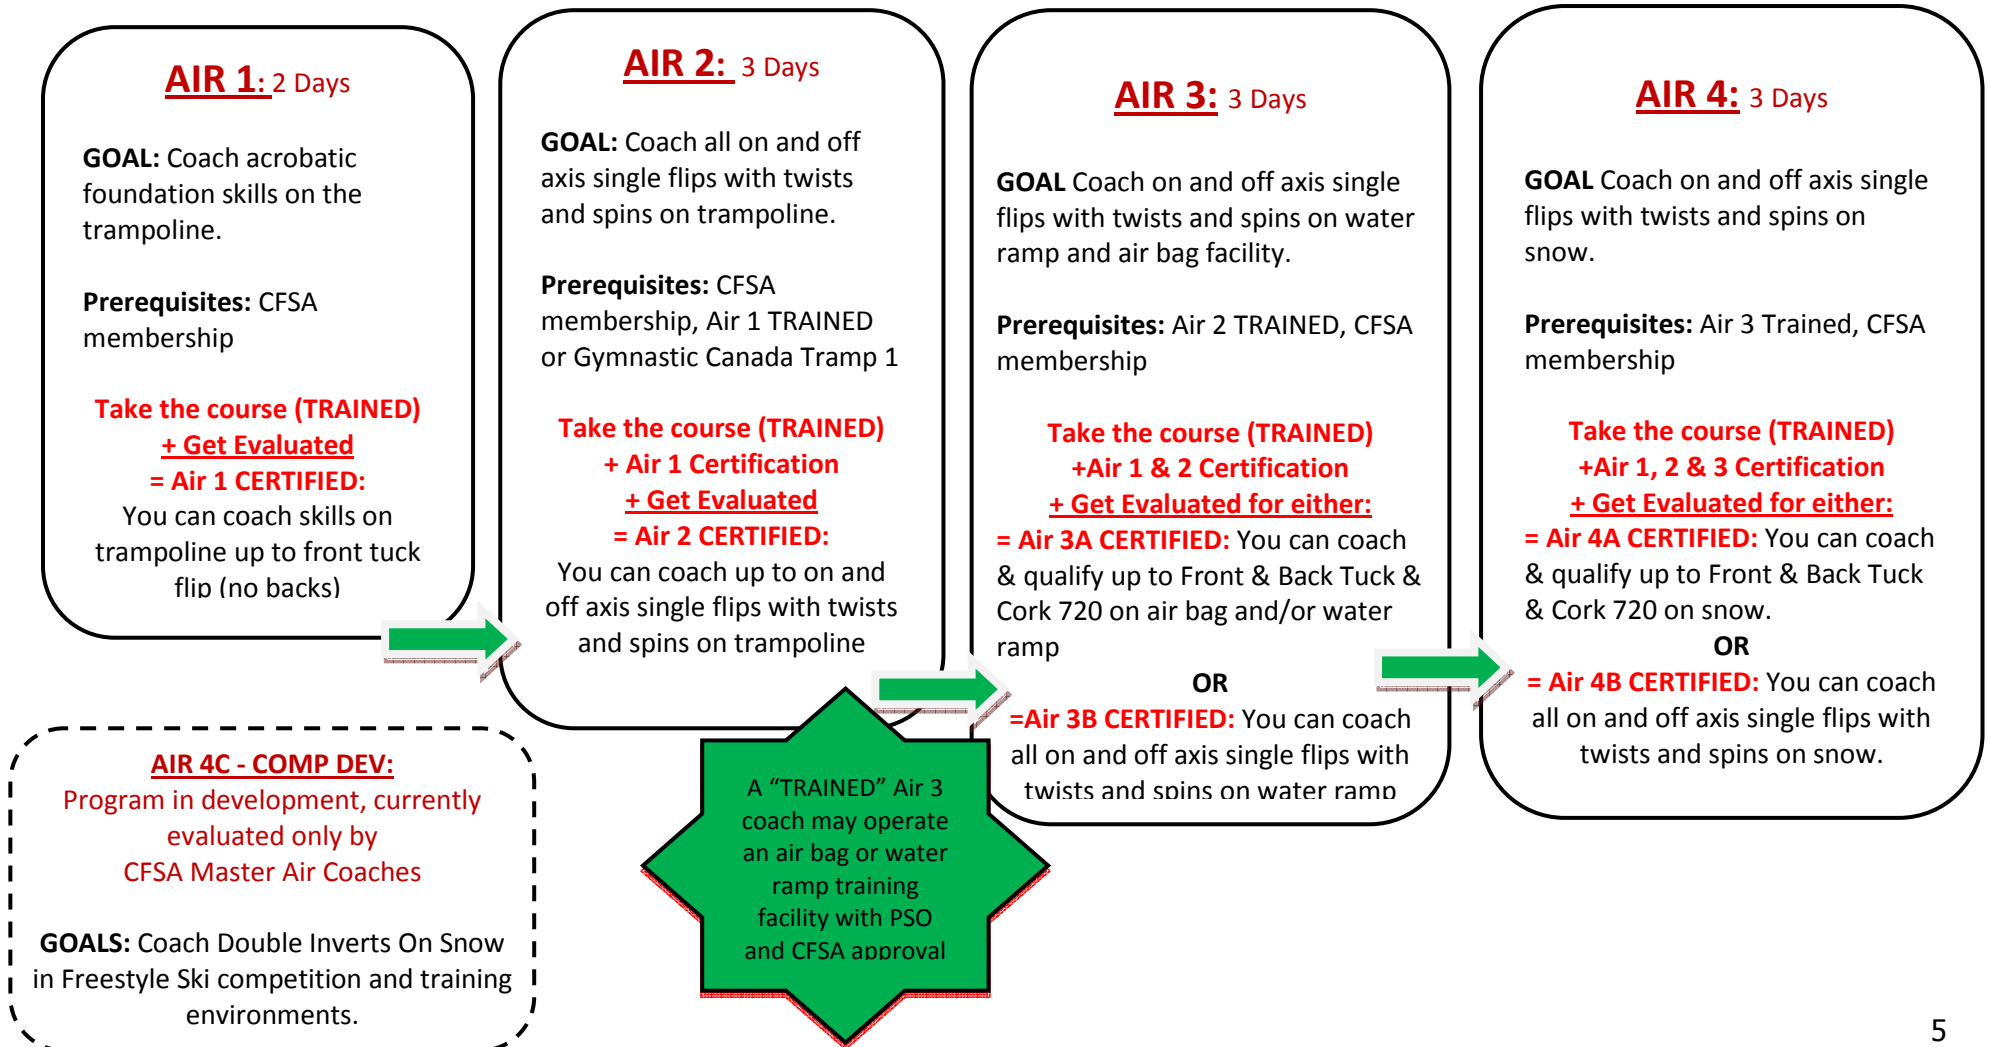 AIR 1: 2 Days
GOAL: Coach acrobatic
foundation skills on the
trampoline.
Prerequisites: CFSA
membership
Take the course (TRAINED)
+ Get Evaluated
= Air 1 CERTIFIED:
You can coach skills on
trampoline up to front tuck
flip (no backs)
AIR 2: 3 Days
GOAL: Coach all on and off
axis single flips with twists
and spins on trampoline.
Prerequisites: CFSA
membership, Air 1 TRAINED
or Gymnastic Canada Tramp 1
Take the course (TRAINED)
+ Air 1 Certification
+ Get Evaluated
= Air 2 CERTIFIED:
You can coach up to on and
off axis single flips with twists
and spins on trampoline
AIR 3: 3 Days
GOAL Coach on and off axis single
flips with twists and spins on water
ramp and air bag facility.
Prerequisites: Air 2 TRAINED, CFSA
membership
Take the course (TRAINED)
+Air 1 & 2 Certification
+ Get Evaluated for either:
= Air 3A CERTIFIED: You can coach
& qualify up to Front & Back Tuck &
Cork 720 on air bag and/or water
ramp
OR
=Air 3B CERTIFIED: You can coach
all on and off axis single flips with
twists and spins on water ramp
AIR 4: 3 Days
GOAL Coach on and off axis single
flips with twists and spins on
snow.
Prerequisites: Air 3 Trained, CFSA
membership
Take the course (TRAINED)
+Air 1, 2 & 3 Certification
+ Get Evaluated for either:
= Air 4A CERTIFIED: You can coach
& qualify up to Front & Back Tuck
& Cork 720 on snow.
OR
= Air 4B CERTIFIED: You can coach
all on and off axis single flips with
twists and spins on snow.
AIR 4C - COMP DEV:
Program in development, currently
evaluated only by
CFSA Master Air Coaches
GOALS: Coach Double Inverts On Snow
in Freestyle Ski competition and training
environments.
A “TRAINED” Air 3
coach may operate
an air bag or water
ramp training
facility with PSO
and CFSA approval
5